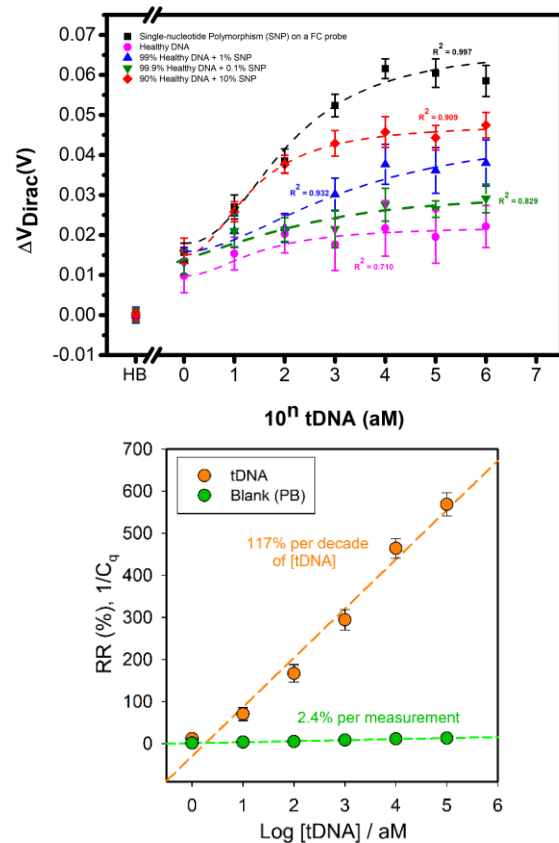 Single-nucleotide Polymorphism (SNP) on a FC probe
Healthy DNA
99% Healthy DNA + 1% SNP
99.9% Healthy DNA + 0.1% SNP
90% Healthy DNA + 10% SNP
R² = 0.997
R² = 0.909
R² = 0.932
R² = 0.829
R² = 0.710
ΔV_Dirac(V)
0.07
0.06
0.05
0.04
0.03
0.02
0.01
0.00
-0.01
HB 0 1 2 3 4 5 6 7
10ⁿ tDNA (aM)
tDNA
Blank (PB)
117% per decade
of [tDNA]
2.4% per measurement
RR (%), 1/C_q
700
600
500
400
300
200
100
0
0 1 2 3 4 5 6
Log [tDNA] / aM